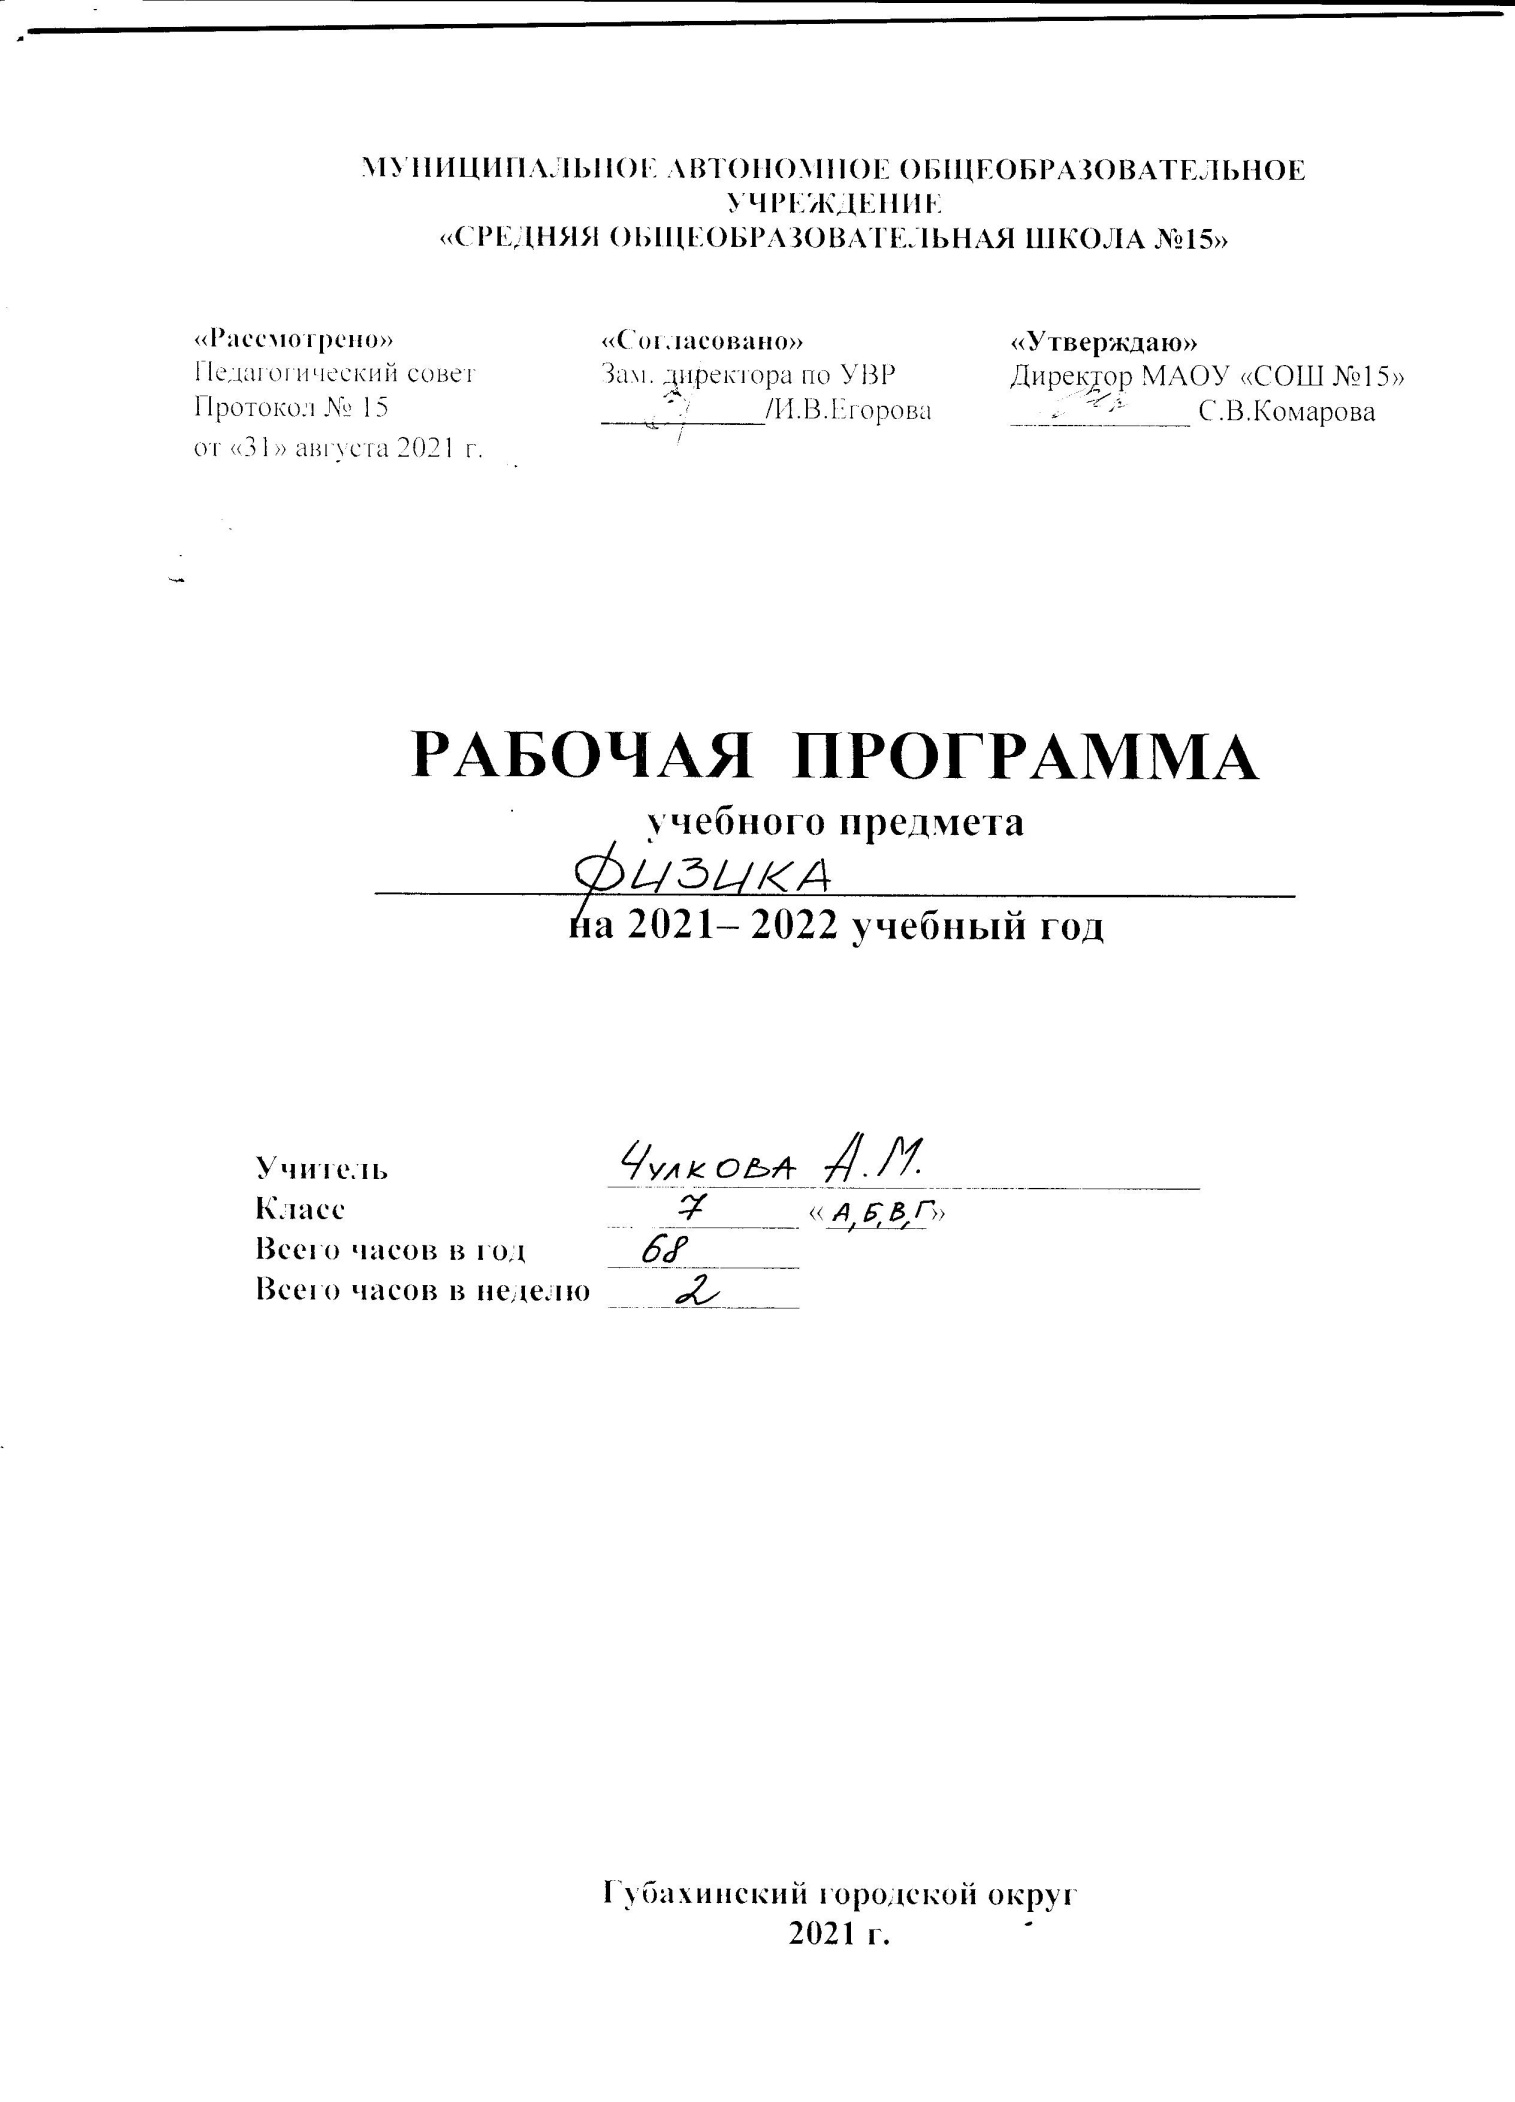 МУНИЦИПАЛЬНОЕ АВТОНОМНОЕ ОБЩЕОБРАЗОВАТЕЛЬНОЕ
УЧРЕЖДЕНИЕ
«СРЕДНЯЯ ОБЩЕОБРАЗОВАТЕЛЬНАЯ ШКОЛА №15»
«Рассмотрено»
Педагогический совет
Протокол № 15
от «31» августа 2021 г.
«Согласовано»
Зам. директора по УВР
/И.В.Егорова
«Утверждаю»
Директор МАОУ «СОШ №15»
С.В.Комарова
РАБОЧАЯ ПРОГРАММА
учебного предмета
ФИЗИКА
на 2021– 2022 учебный год
Учитель ЧУЛКОВА А.М.
Класс 7 «А,Б,В,Г»
Всего часов в год 68
Всего часов в неделю 2
Губахинский городской округ
2021 г.